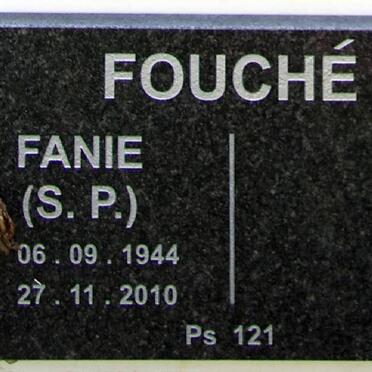 FOUCHÉ
FANIE
(S. P.)
06 . 09 . 1944
27 . 11 . 2010
Ps 121